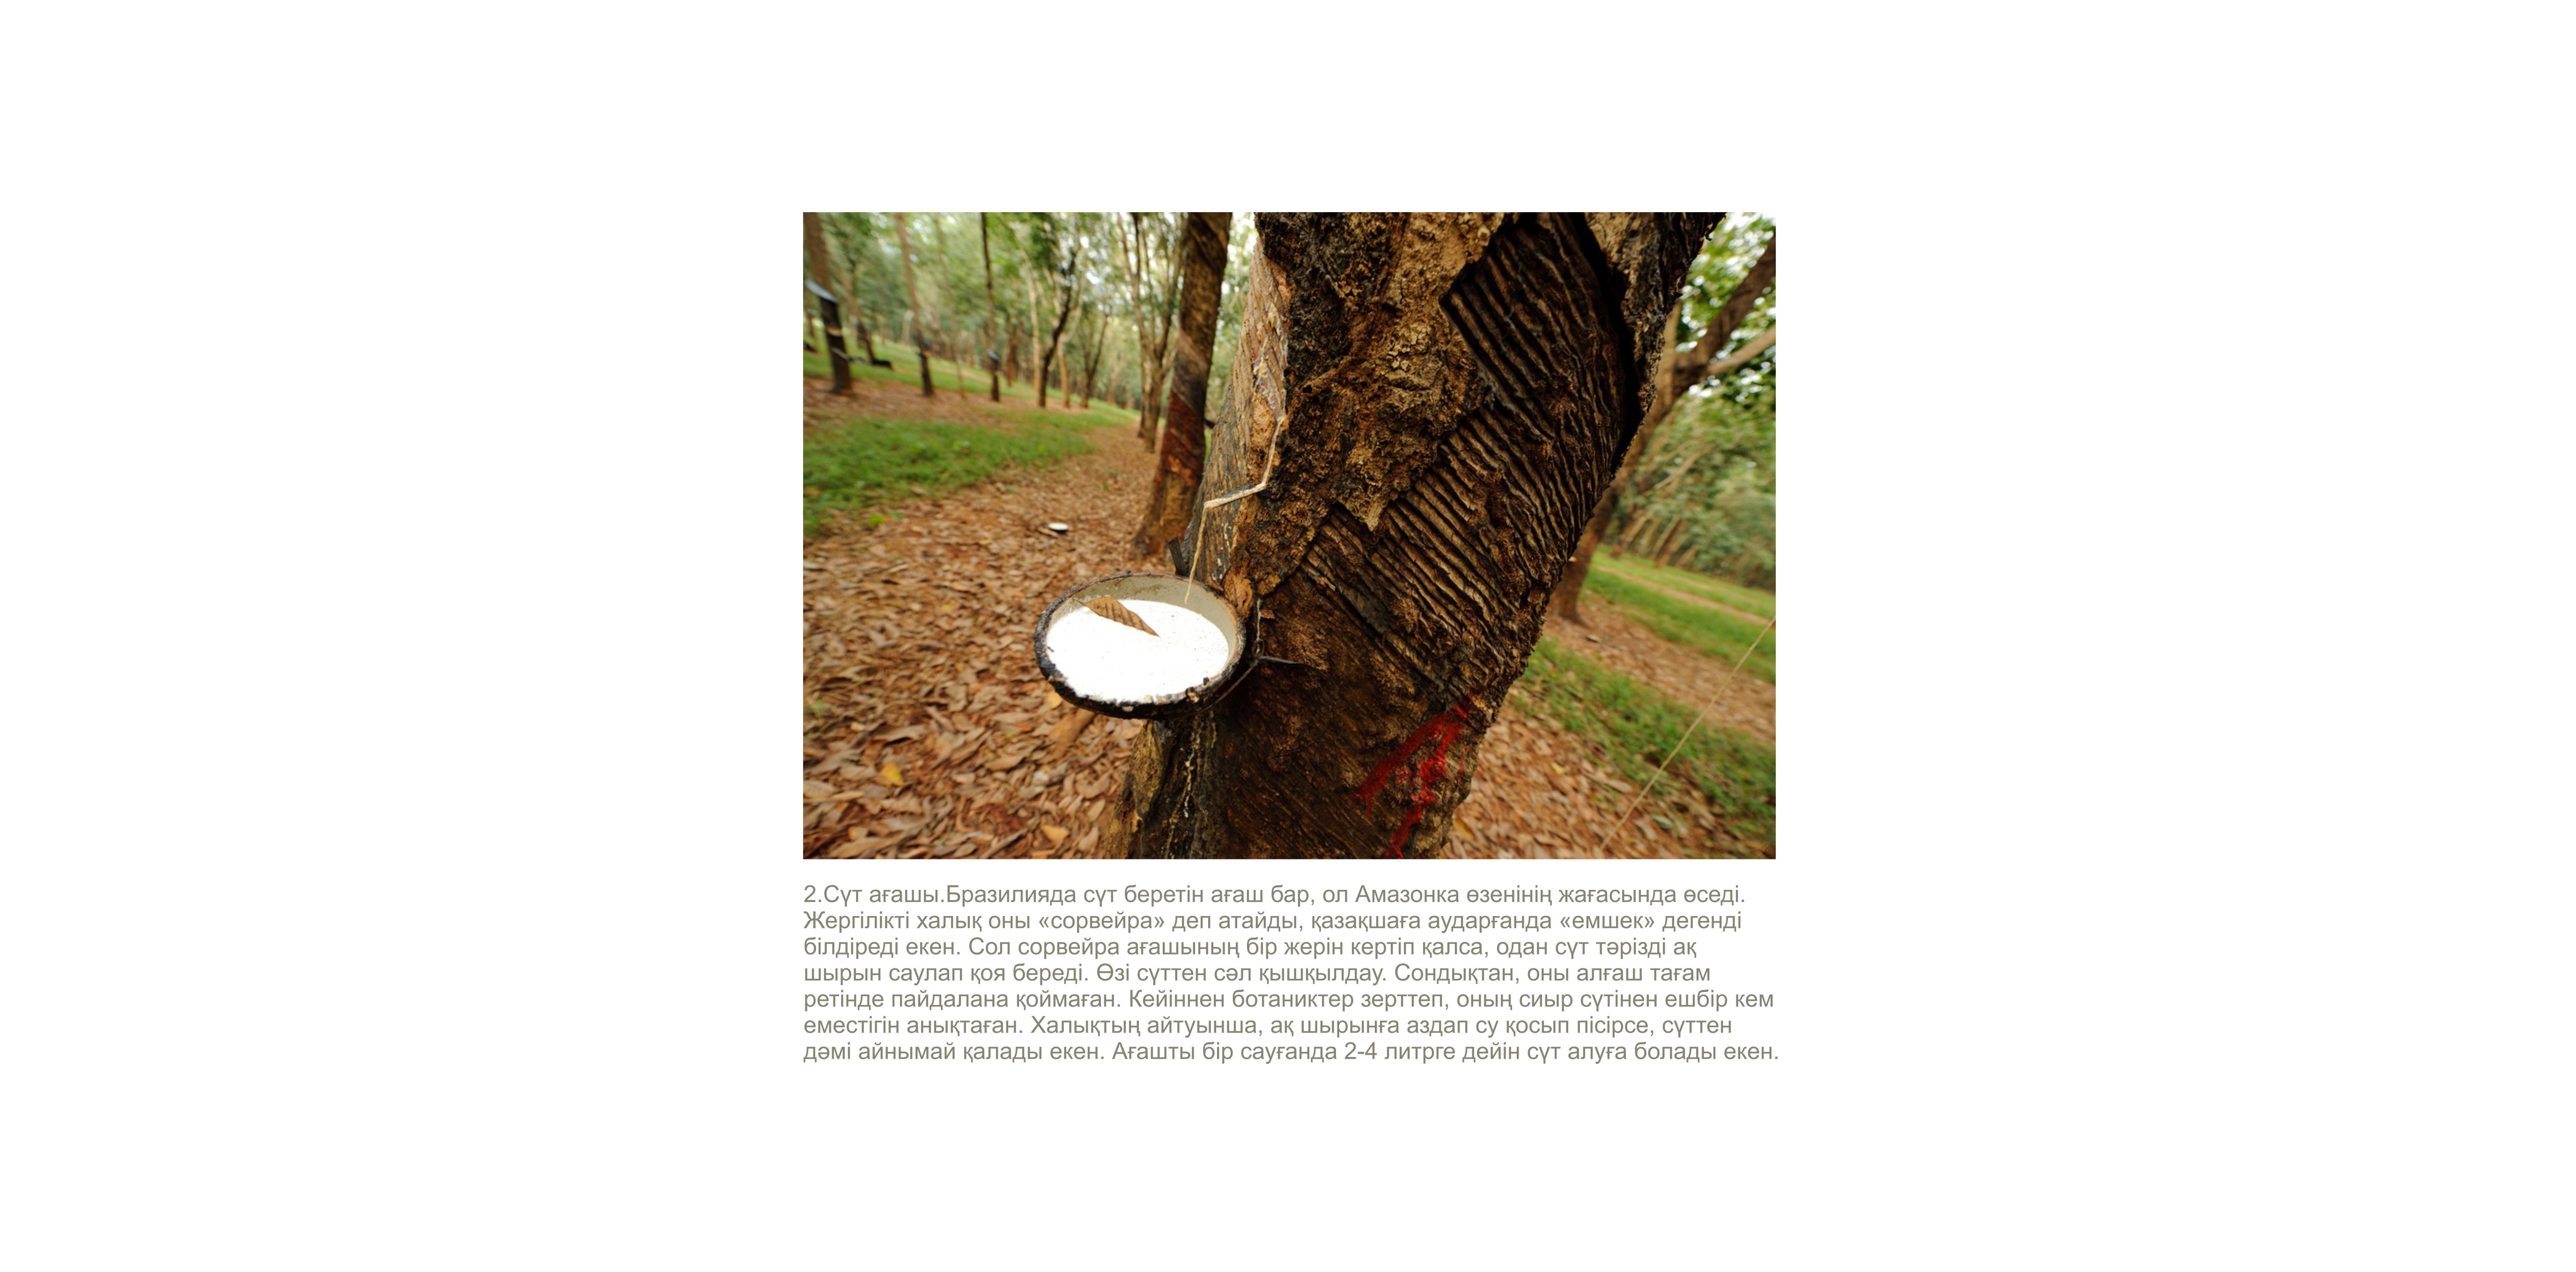 2.Сүт ағашы.Бразилияда сүт беретін ағаш бар, ол Амазонка өзенінің жағасында өседі.
Жергілікті халық оны «сорвейра» деп атайды, қазақшаға аударғанда «емшек» дегенді
білдіреді екен. Сол сорвейра ағашының бір жерін кертіп қалса, одан сүт тәрізді ақ
шырын саулап қоя береді. Өзі сүттен сәл қышқылдау. Сондықтан, оны алғаш тағам
ретінде пайдалана қоймаған. Кейіннен ботаниктер зерттеп, оның сиыр сүтінен ешбір кем
еместігін анықтаған. Халықтың айтуынша, ақ шырынға аздап су қосып пісірсе, сүттен
дәмі айнымай қалады екен. Ағашты бір сауғанда 2-4 литрге дейін сүт алуға болады екен.